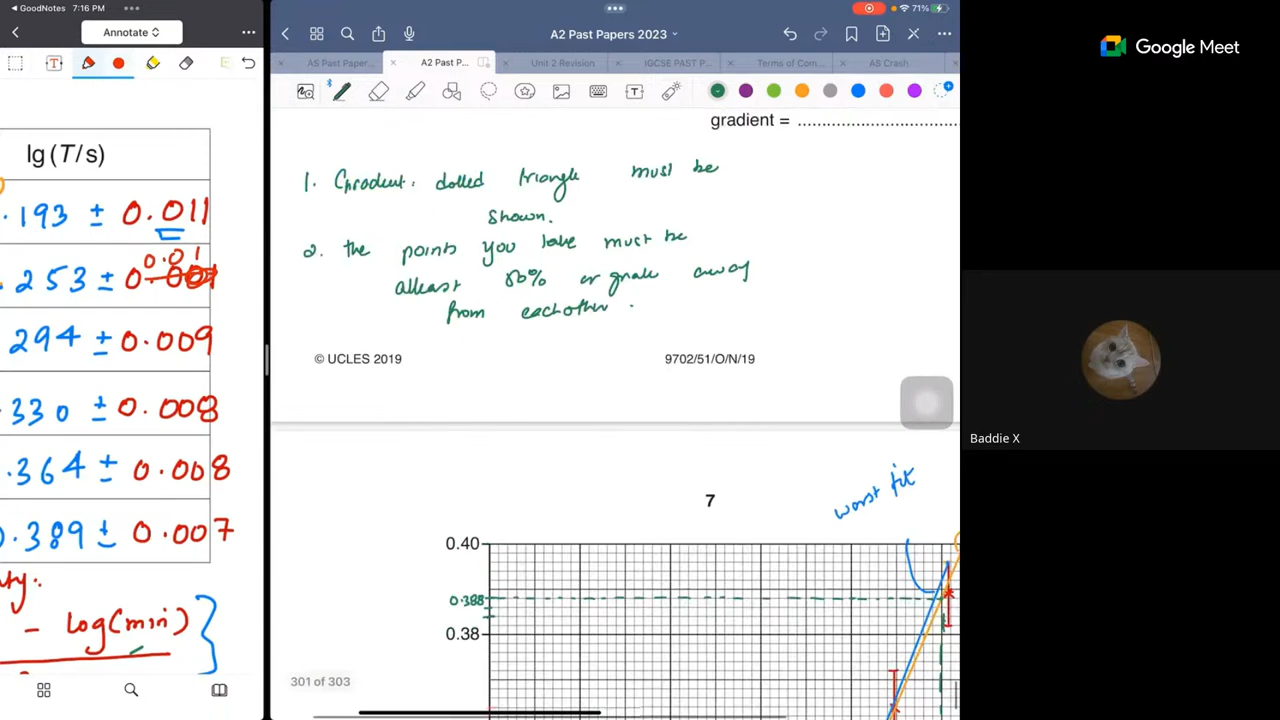 GoodNotes 7:16 PM
71%
Annotate
A2 Past Papers 2023
AS Past Paper...
A2 Past P...
Unit 2 Revision
IGCSE PAST P...
Terms of Com...
AS Crash
Google Meet
lg (T/s)
.193 ± 0.011
0.01
.253 ± 0.001
294 ± 0.009
.330 ± 0.008
.364 ± 0.008
0.389 ± 0.007
ty:
- log(min)
gradient = ....................................
1. Gradient: dotted triangle must be
shown.
2. the points you take must be
atleast 80% or greate away
from eachother.
© UCLES 2019
9702/51/O/N/19
7
worst fit
0.40
0.388
0.38
301 of 303
Baddie X